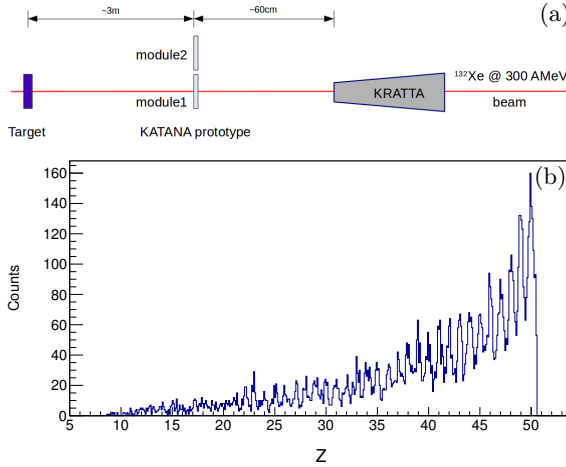 ~3m
~60cm
(a)
module2
¹³²Xe @ 300 AMeV
module1
KRATTA
beam
Target
KATANA prototype
(b)
160
140
120
100
80
60
40
20
0
Counts
5
10
15
20
25
30
35
40
45
50
Z